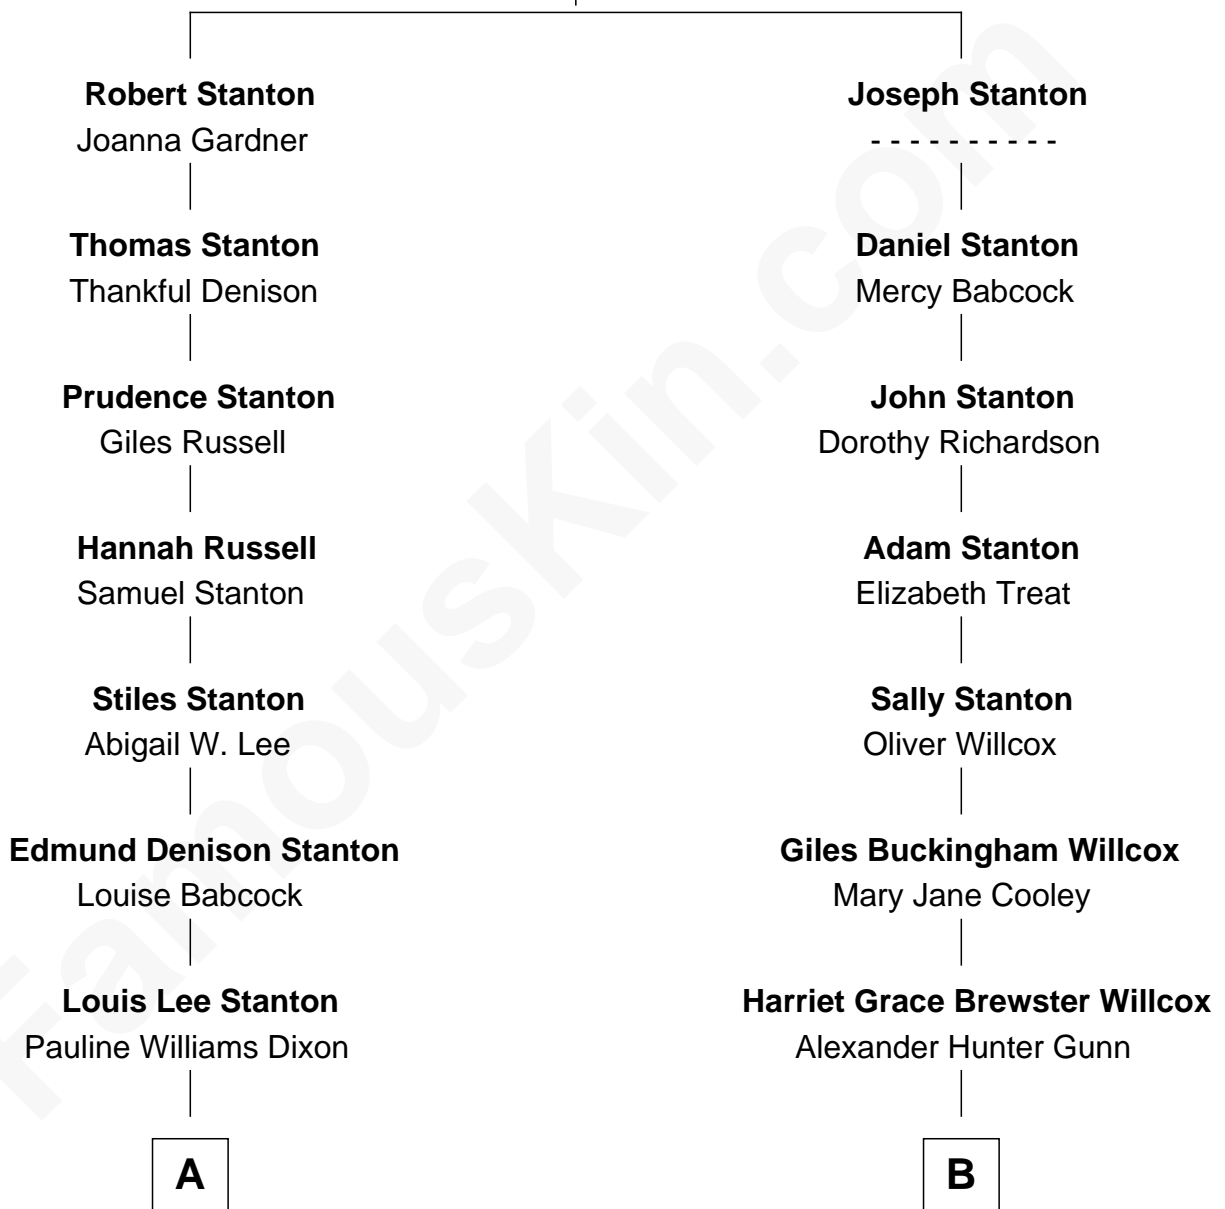 Robert Stanton
Joanna Gardner
Thomas Stanton
Thankful Denison
Prudence Stanton
Giles Russell
Hannah Russell
Samuel Stanton
Stiles Stanton
Abigail W. Lee
Edmund Denison Stanton
Louise Babcock
Louis Lee Stanton
Pauline Williams Dixon
A
Joseph Stanton
- - - - - - - - - -
Daniel Stanton
Mercy Babcock
John Stanton
Dorothy Richardson
Adam Stanton
Elizabeth Treat
Sally Stanton
Oliver Willcox
Giles Buckingham Willcox
Mary Jane Cooley
Harriet Grace Brewster Willcox
Alexander Hunter Gunn
B
FamousKin.com